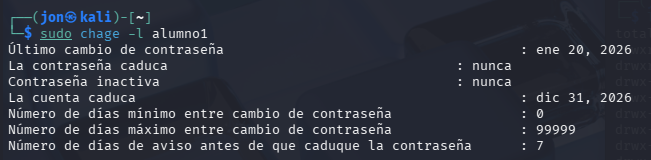 ┌──(jon㉿kali)-[~]
└─$ sudo chage -l alumno1
Último cambio de contraseña : ene 20, 2026
La contraseña caduca : nunca
Contraseña inactiva : nunca
La cuenta caduca : dic 31, 2026
Número de días mínimo entre cambio de contraseña : 0
Número de días máximo entre cambio de contraseña : 99999
Número de días de aviso antes de que caduque la contraseña : 7